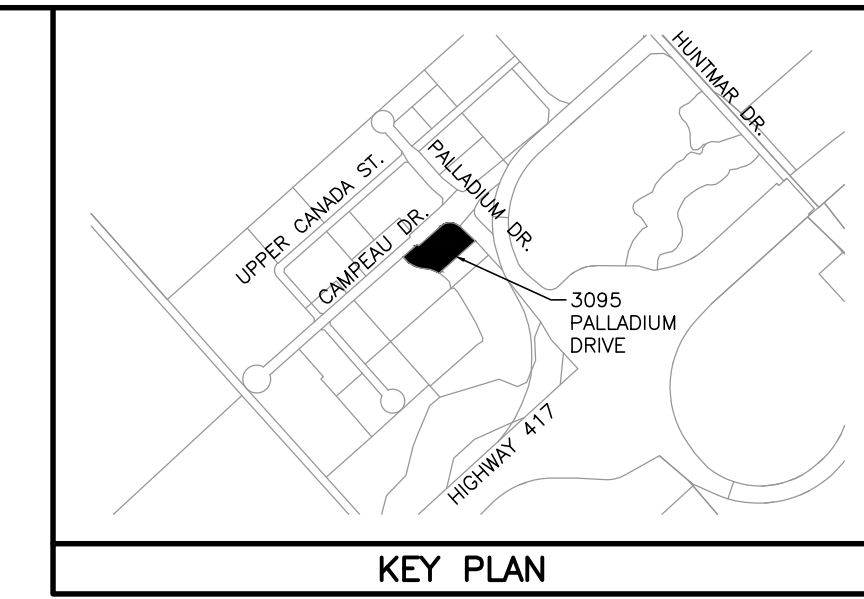 HUNTMAR DR.
PALLADIUM DR.
UPPER CANADA ST.
CAMPEAU DR.
3095
PALLADIUM
DRIVE
HIGHWAY 417
KEY PLAN